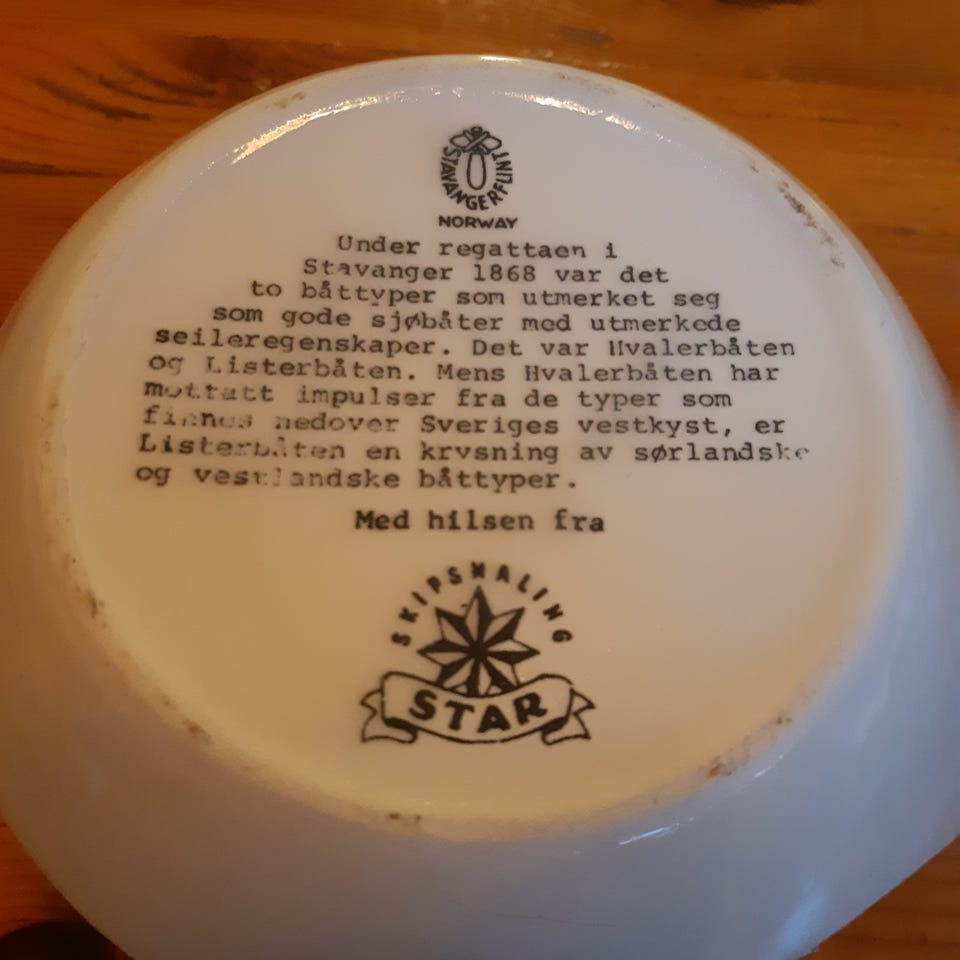 STAVANGERFLINT
NORWAY
Under regattaen i
Stavanger 1868 var det
to båttyper som utmerket seg
som gode sjøbåter med utmerkede
seileregenskaper. Det var Hvalerbåten
og Listerbåten. Mens Hvalerbåten har
mottatt impulser fra de typer som
finnes nedover Sveriges vestkyst, er
Listerbåten en krysning av sørlandske
og vestlandske båttyper.
Med hilsen fra
SKIPSMALING
STAR